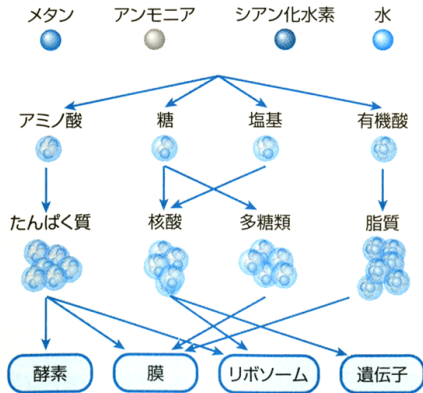 メタン
アンモニア
シアン化水素
水
アミノ酸
糖
塩基
有機酸
たんぱく質
核酸
多糖類
脂質
酵素
膜
リボソーム
遺伝子